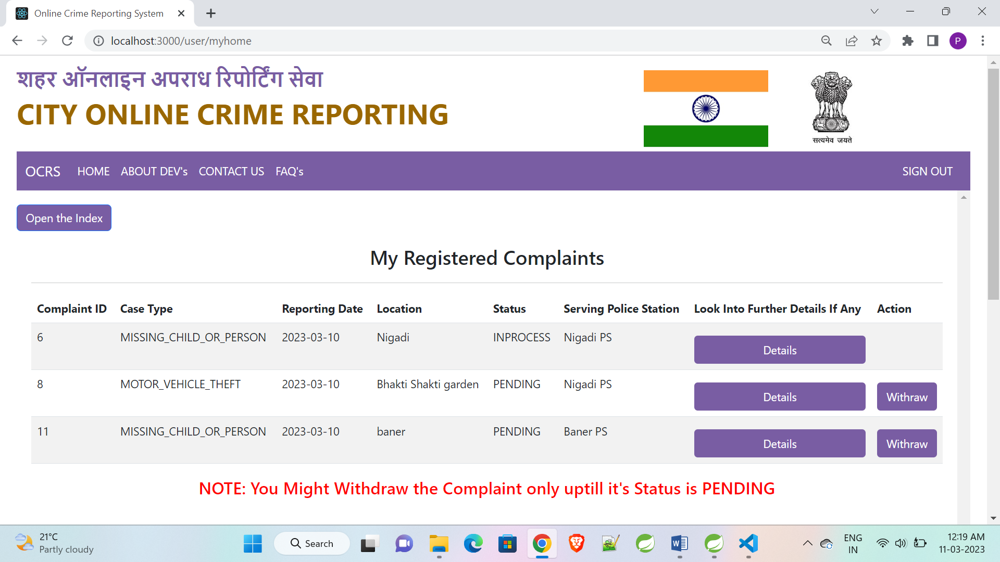 Online Crime Reporting System
localhost:3000/user/myhome
P
शहर ऑनलाइन अपराध रिपोर्टिंग सेवा
CITY ONLINE CRIME REPORTING
सत्यमेव जयते
OCRS HOME ABOUT DEV's CONTACT US FAQ's SIGN OUT
Open the Index
My Registered Complaints
Complaint ID Case Type Reporting Date Location Status Serving Police Station Look Into Further Details If Any Action
6 MISSING_CHILD_OR_PERSON 2023-03-10 Nigadi INPROCESS Nigadi PS Details
8 MOTOR_VEHICLE_THEFT 2023-03-10 Bhakti Shakti garden PENDING Nigadi PS Details Withraw
11 MISSING_CHILD_OR_PERSON 2023-03-10 baner PENDING Baner PS Details Withraw
NOTE: You Might Withdraw the Complaint only uptill it's Status is PENDING
21°C
Partly cloudy
Search
ENG
IN
12:19 AM
11-03-2023